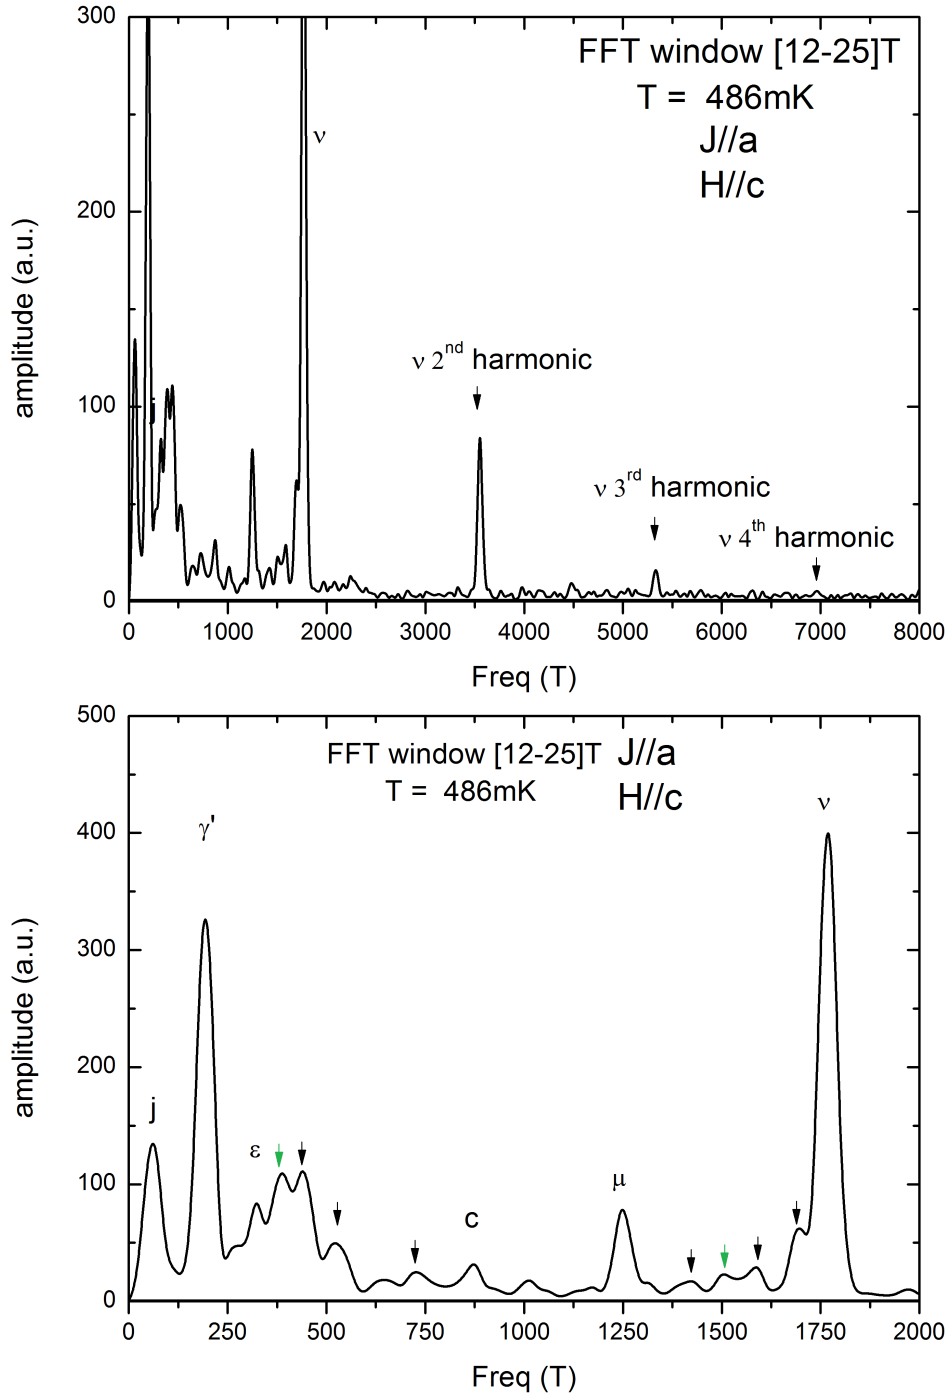 300
200
100
0
amplitude (a.u.)
FFT window [12-25]T
T = 486mK
J//a
H//c
ν
j
ν 2nd harmonic
ν 3rd harmonic
ν 4th harmonic
0 1000 2000 3000 4000 5000 6000 7000 8000
Freq (T)
500
400
300
200
100
0
amplitude (a.u.)
FFT window [12-25]T J//a
T = 486mK H//c
ν
γ'
j
ε
c
μ
0 250 500 750 1000 1250 1500 1750 2000
Freq (T)